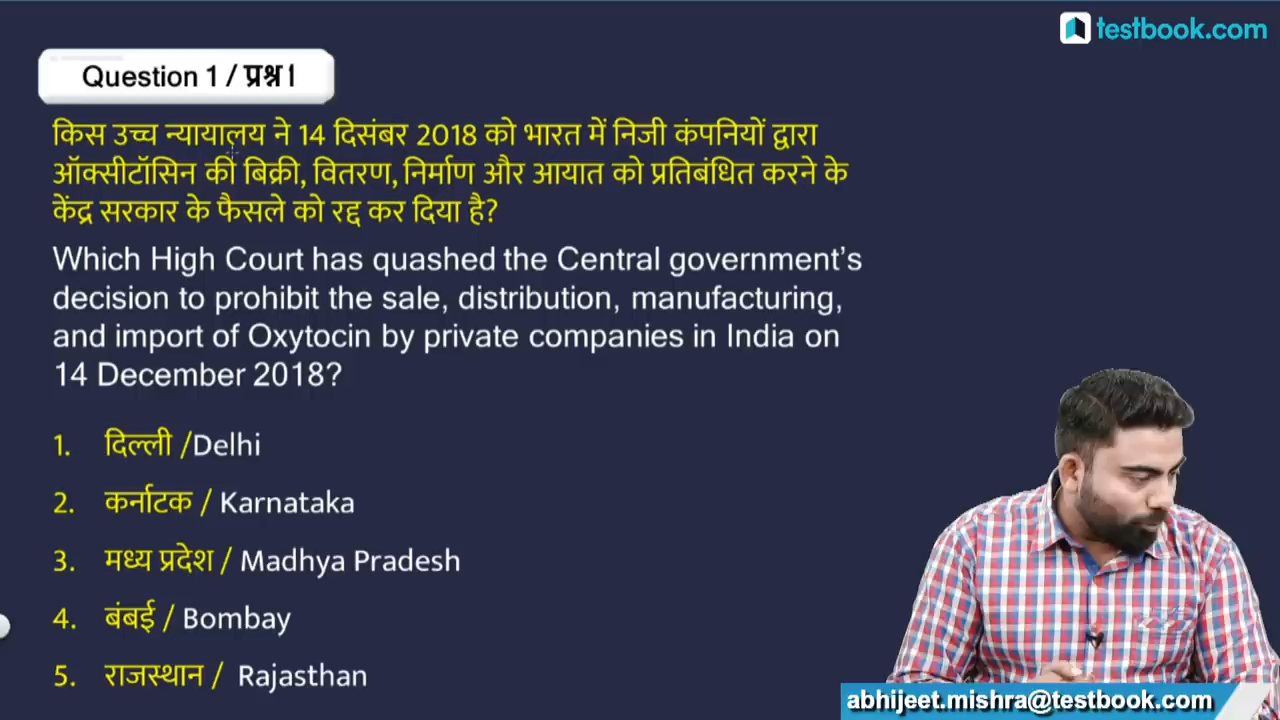 testbook.com
Question 1 / प्रश्न 1
किस उच्च न्यायालय ने 14 दिसंबर 2018 को भारत में निजी कंपनियों द्वारा
ऑक्सीटॉसिन की बिक्री, वितरण, निर्माण और आयात को प्रतिबंधित करने के
केंद्र सरकार के फैसले को रद्द कर दिया है?
Which High Court has quashed the Central government’s
decision to prohibit the sale, distribution, manufacturing,
and import of Oxytocin by private companies in India on
14 December 2018?
1. दिल्ली /Delhi
2. कर्नाटक / Karnataka
3. मध्य प्रदेश / Madhya Pradesh
4. बंबई / Bombay
5. राजस्थान / Rajasthan
abhijeet.mishra@testbook.com